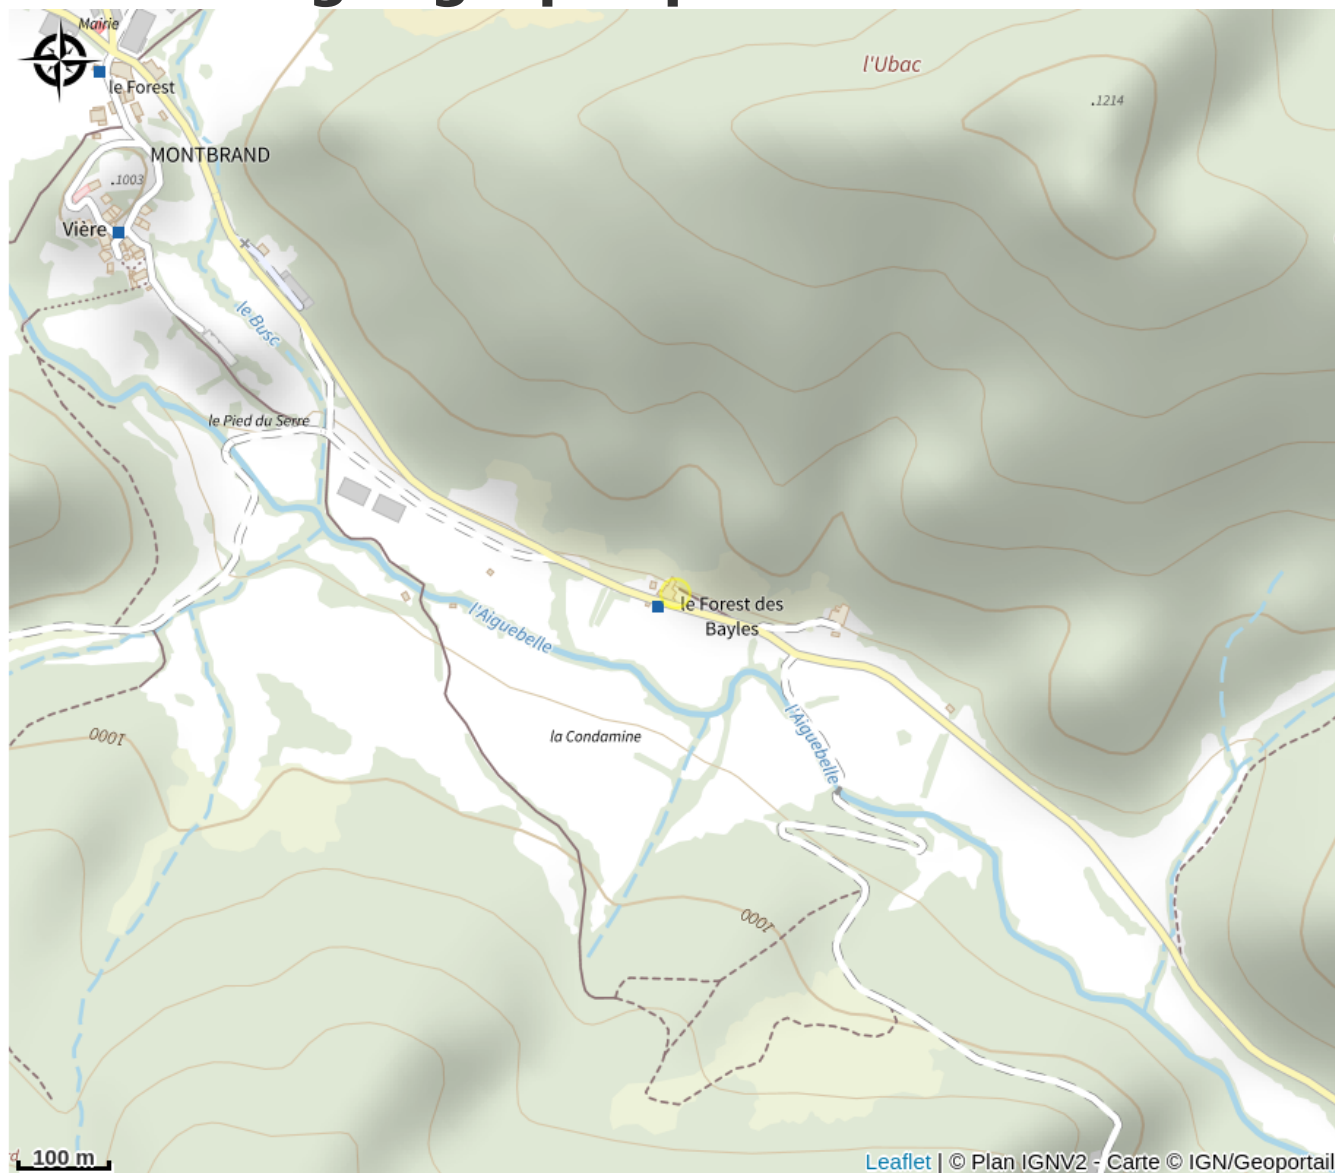 Mairie
le Forest
l'Ubac
.1214
MONTBRAND
.1003
Vière
le Busc
le Pied du Serre
l'Aiguebelle
le Forest des
Bayles
l'Aiguebelle
la Condamine
1000
1000
100 m
Leaflet | © Plan IGNV2 - Carte © IGN/Geoportail